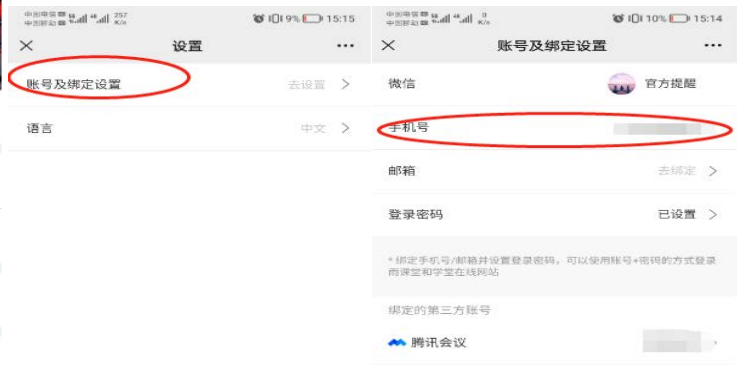 中国电信 257
中国移动 K/s
9% 15:15
设置
账号及绑定设置 去设置
语言 中文
中国电信 0
中国移动 K/s
10% 15:14
账号及绑定设置
微信 官方提醒
手机号
邮箱 去绑定
登录密码 已设置
*绑定手机号/邮箱并设置登录密码，可以使用账号+密码的方式登录
雨课堂和学堂在线网站
绑定的第三方账号
腾讯会议